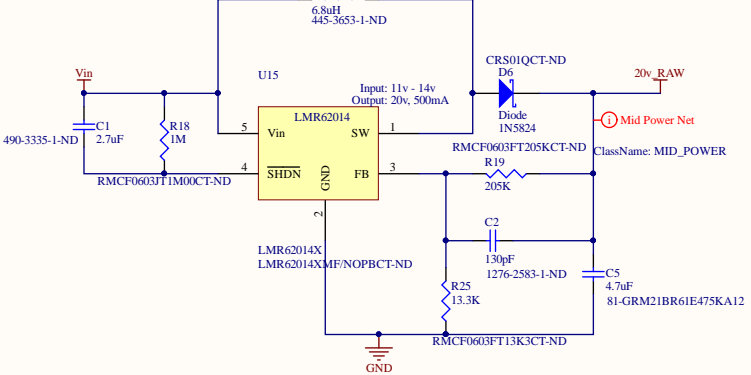 6.8uH
445-3653-1-ND
CRS01QCT-ND
Vin
U15
D6
20v_RAW
Input: 11v - 14v
Output: 20v, 500mA
Diode
1N5824
LMR62014
Mid Power Net
C1
2.7uF
490-3335-1-ND
R18
1M
5
Vin
SW
1
RMCF0603FT205KCT-ND
ClassName: MID_POWER
4
SHDN
GND
FB
3
R19
205K
RMCF0603JT1M00CT-ND
2
C2
130pF
1276-2583-1-ND
LMR62014X
LMR62014XMF/NOPBCT-ND
C5
4.7uF
81-GRM21BR61E475KA12
R25
13.3K
RMCF0603FT13K3CT-ND
GND